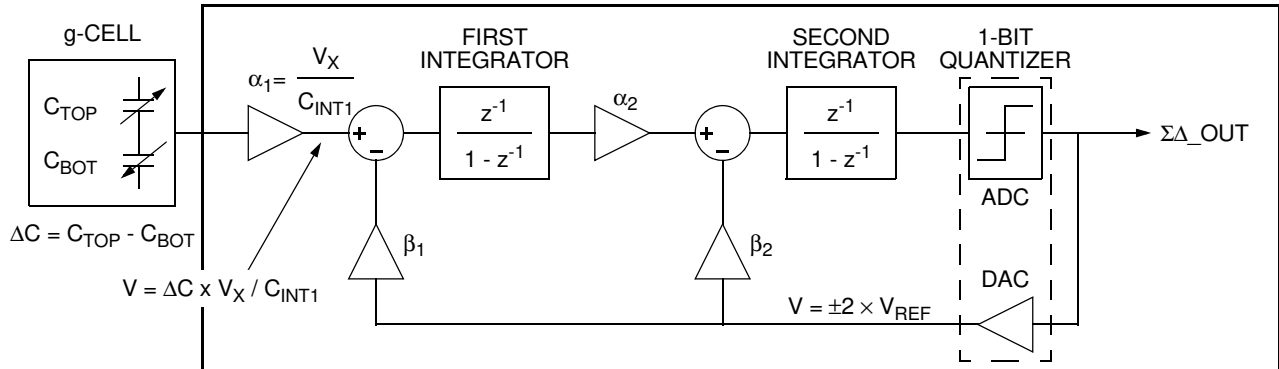 g-CELL
C_TOP
C_BOT
ΔC = C_TOP - C_BOT
α₁= V_X / C_INT1
V = ΔC x V_X / C_INT1
+
−
FIRST
INTEGRATOR
z⁻¹
1 - z⁻¹
α₂
β₁
+
−
β₂
SECOND
INTEGRATOR
z⁻¹
1 - z⁻¹
1-BIT
QUANTIZER
ADC
DAC
V = ±2 × V_REF
ΣΔ_OUT